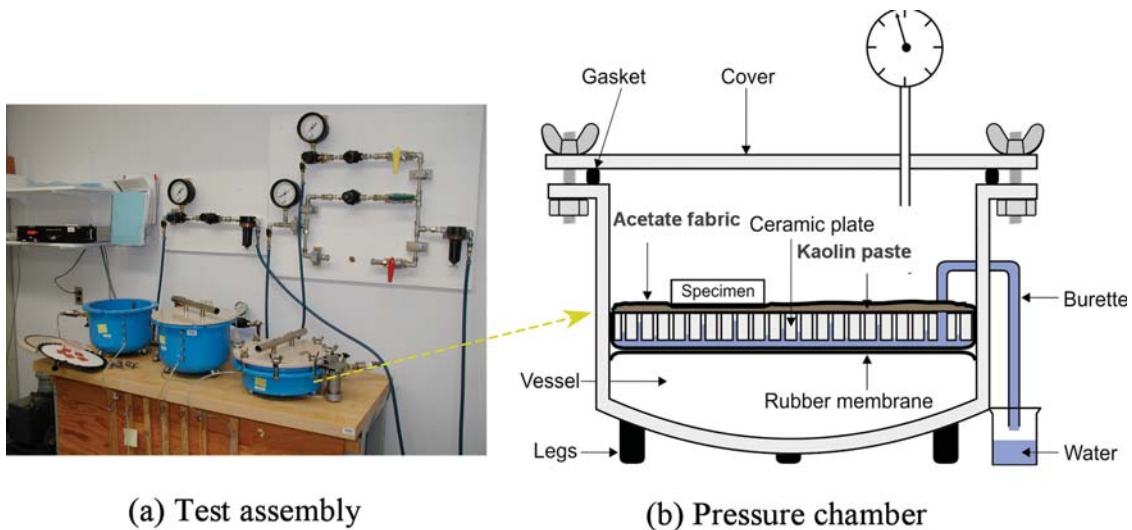 Gasket
Cover
Acetate fabric
Ceramic plate
Kaolin paste
Specimen
Burette
Vessel
Rubber membrane
Legs
Water
(a) Test assembly
(b) Pressure chamber